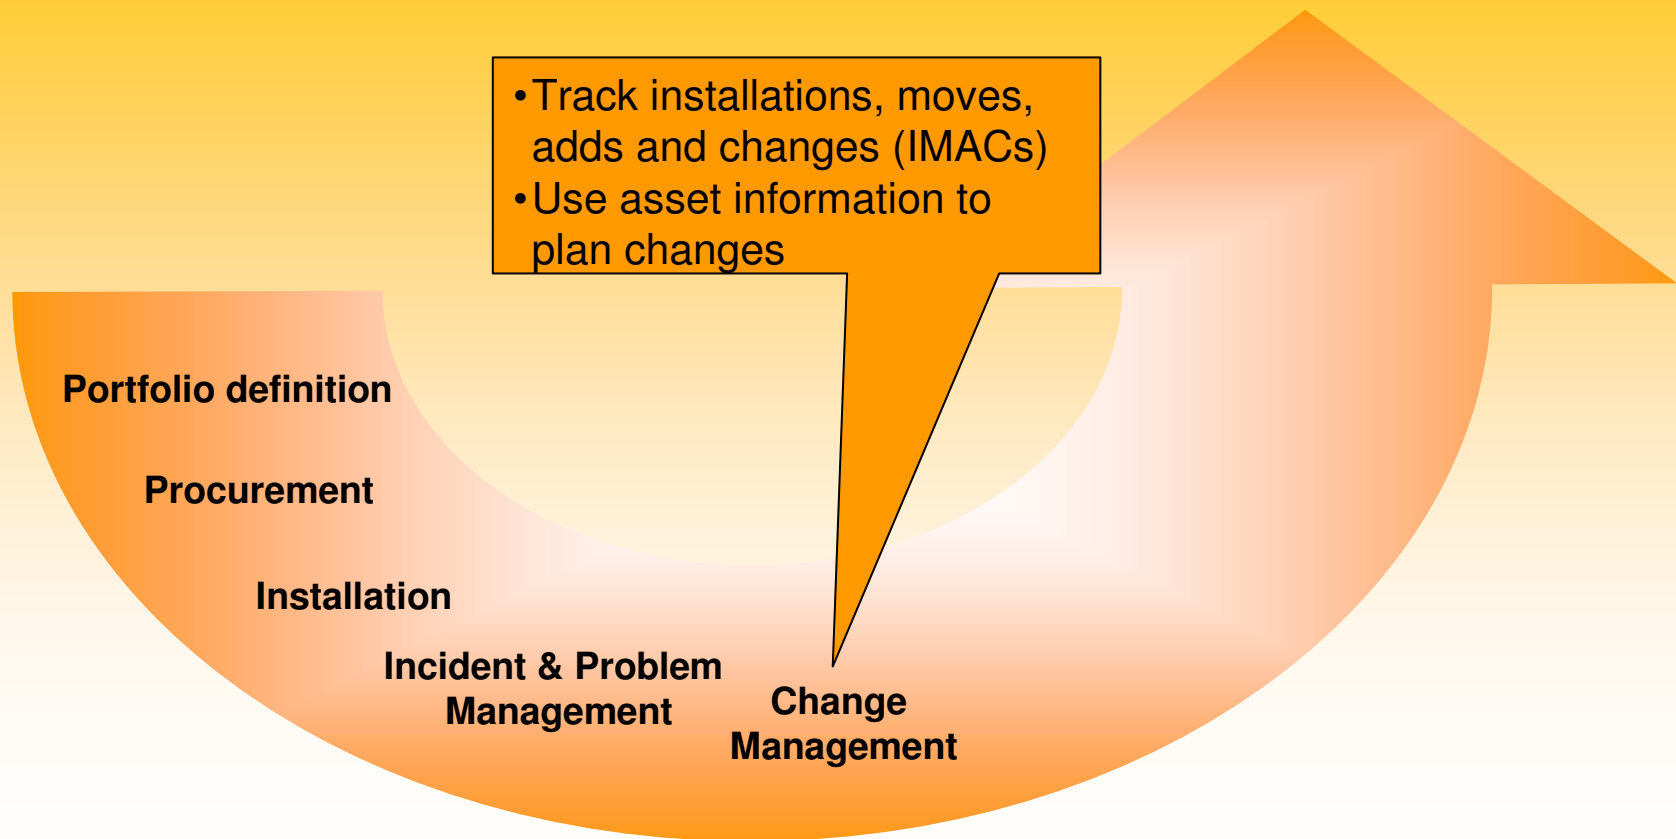 •Track installations, moves,
adds and changes (IMACs)
•Use asset information to
plan changes
Portfolio definition
Procurement
Installation
Incident & Problem
Management
Change
Management